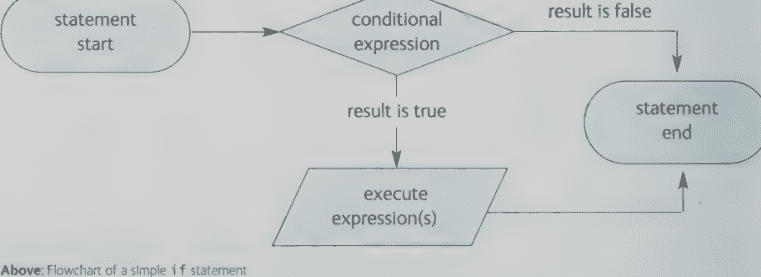 statement
start
conditional
expression
result is false
result is true
statement
end
execute
expression(s)
Above: Flowchart of a simple if statement